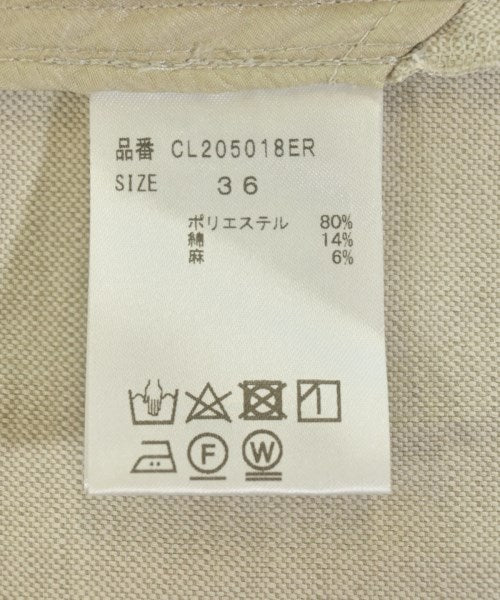 品番 CL205018ER
SIZE 36
ポリエステル 80%
綿 14%
麻 6%
F W